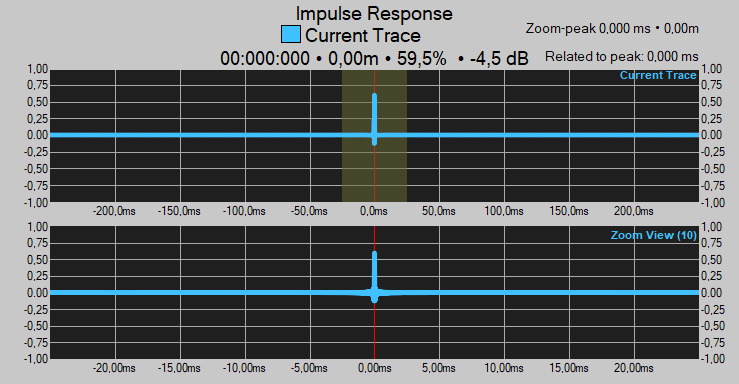 Impulse Response
Current Trace
Zoom-peak 0,000 ms • 0,00m
00:000:000 • 0,00m • 59,5% • -4,5 dB
Related to peak: 0,000 ms
Current Trace
1,00 1,00
0,75 0,75
0,50 0,50
0,25 0,25
0.00 0.00
-0,25 -0,25
-0,50 -0,50
-0,75 -0,75
-1,00 -1,00
-200,0ms -150,0ms -100,0ms -50,00ms 0,00ms 50,00ms 100,0ms 150,0ms 200,0ms
Zoom View (10)
1,00 1,00
0,75 0,75
0,50 0,50
0,25 0,25
0.00 0.00
-0,25 -0,25
-0,50 -0,50
-0,75 -0,75
-1,00 -1,00
-20,00ms -15,00ms -10,00ms -5,00ms 0,00ms 5,00ms 10,00ms 15,00ms 20,00ms